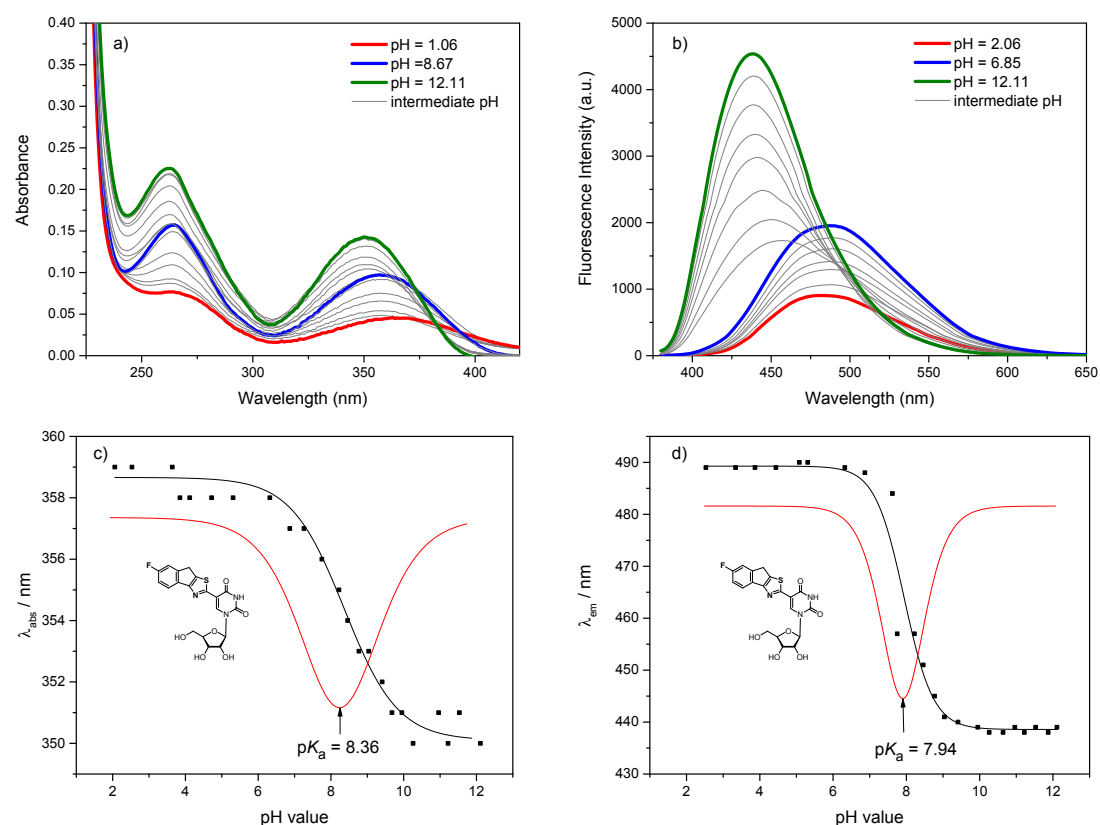 a)
pH = 1.06
pH =8.67
pH = 12.11
intermediate pH
0.40
0.35
0.30
0.25
0.20
0.15
0.10
0.05
0.00
Absorbance
250 300 350 400
Wavelength (nm)
b)
pH = 2.06
pH = 6.85
pH = 12.11
intermediate pH
5000
4000
3000
2000
1000
0
Fluorescence Intensity (a.u.)
400 450 500 550 600 650
Wavelength (nm)
c)
360
358
356
354
352
350
λabs / nm
F
S
N
O
NH
N
O
HO
O
OH OH
pKa = 8.36
2 4 6 8 10 12
pH value
d)
490
480
470
460
450
440
430
λem / nm
F
S
N
O
NH
N
O
HO
O
OH OH
pKa = 7.94
2 4 6 8 10 12
pH value